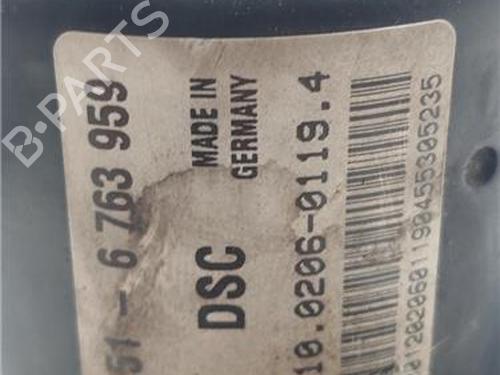 B-PARTS
51-6 763 959
DSC
MADE IN
GERMANY
10.0206-0119.4